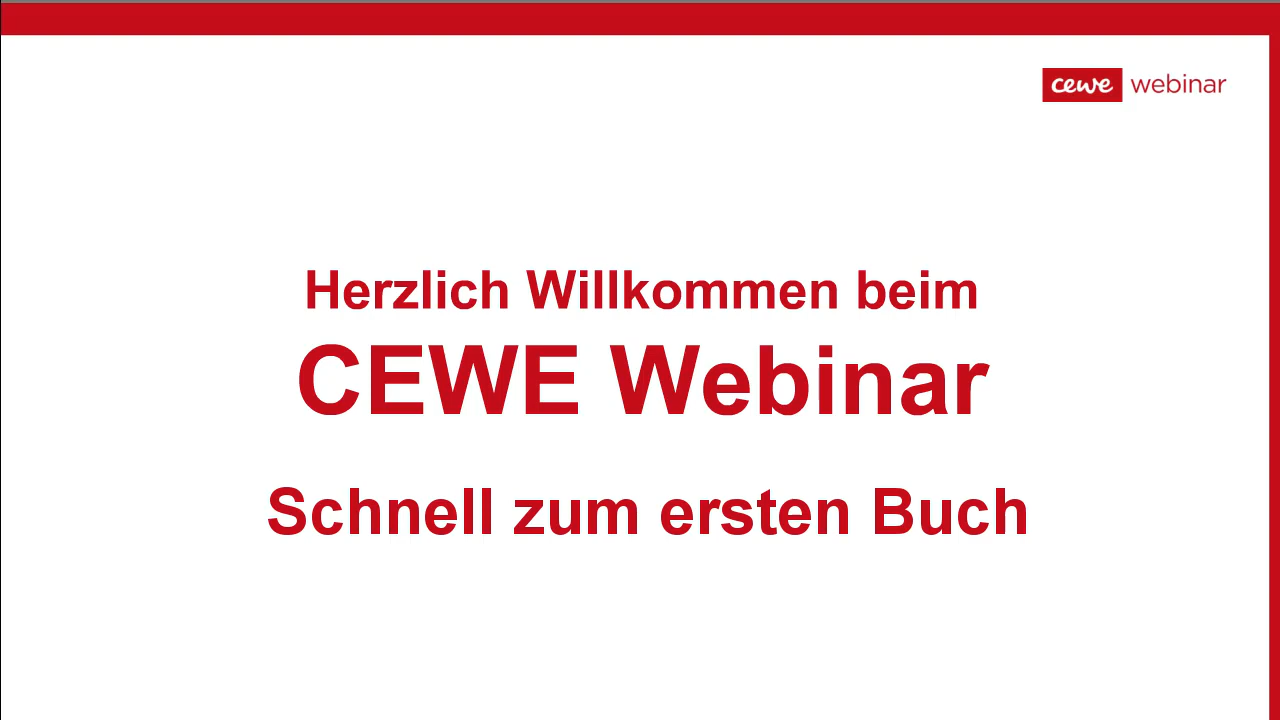 cewe webinar
Herzlich Willkommen beim
CEWE Webinar
Schnell zum ersten Buch